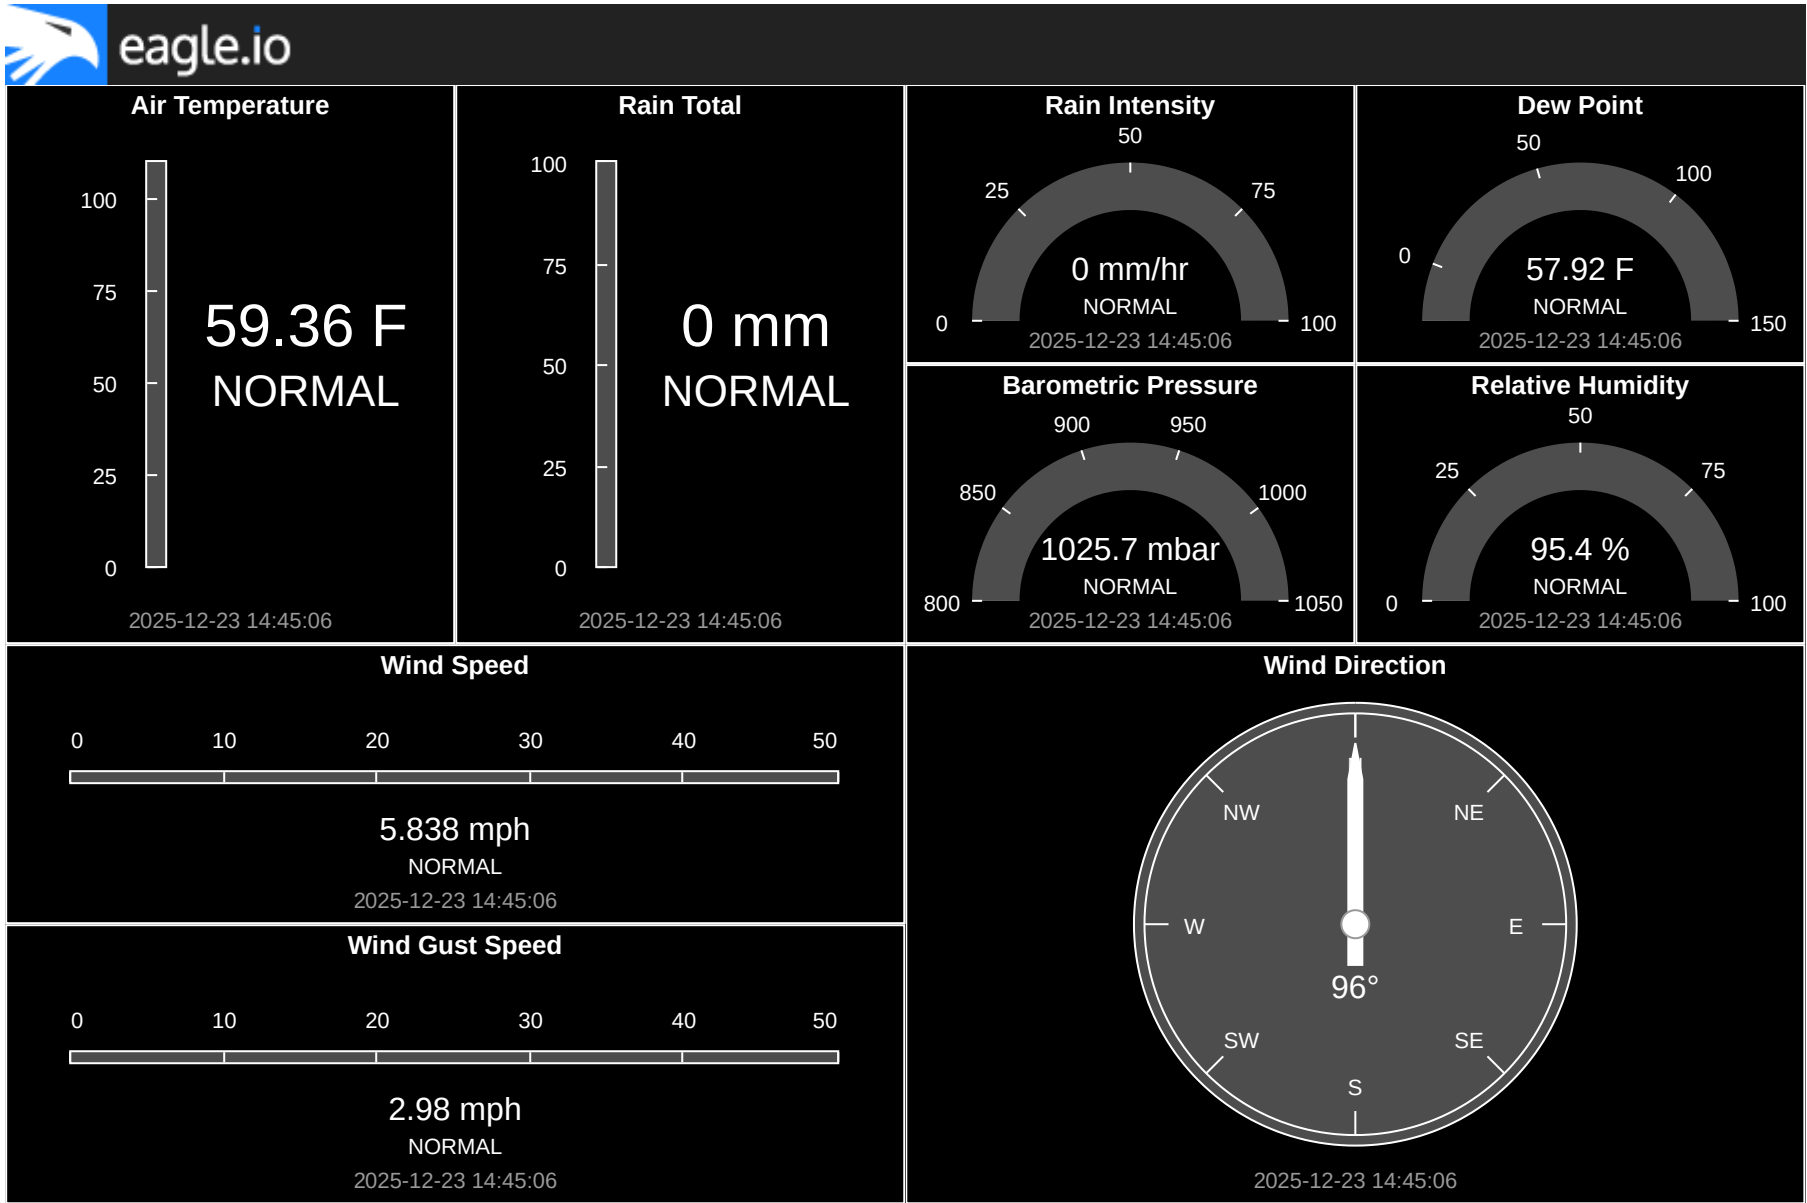 eagle.io
Air Temperature
100
75
50
25
0
59.36 F
NORMAL
2025-12-23 14:45:06
Rain Total
100
75
50
25
0
0 mm
NORMAL
2025-12-23 14:45:06
Rain Intensity
50
25
75
0
100
0 mm/hr
NORMAL
2025-12-23 14:45:06
Dew Point
50
100
0
150
57.92 F
NORMAL
2025-12-23 14:45:06
Barometric Pressure
900
950
850
1000
800
1050
1025.7 mbar
NORMAL
2025-12-23 14:45:06
Relative Humidity
50
25
75
0
100
95.4 %
NORMAL
2025-12-23 14:45:06
Wind Speed
0 10 20 30 40 50
5.838 mph
NORMAL
2025-12-23 14:45:06
Wind Gust Speed
0 10 20 30 40 50
2.98 mph
NORMAL
2025-12-23 14:45:06
Wind Direction
NW NE
W E
96°
SW SE
S
2025-12-23 14:45:06